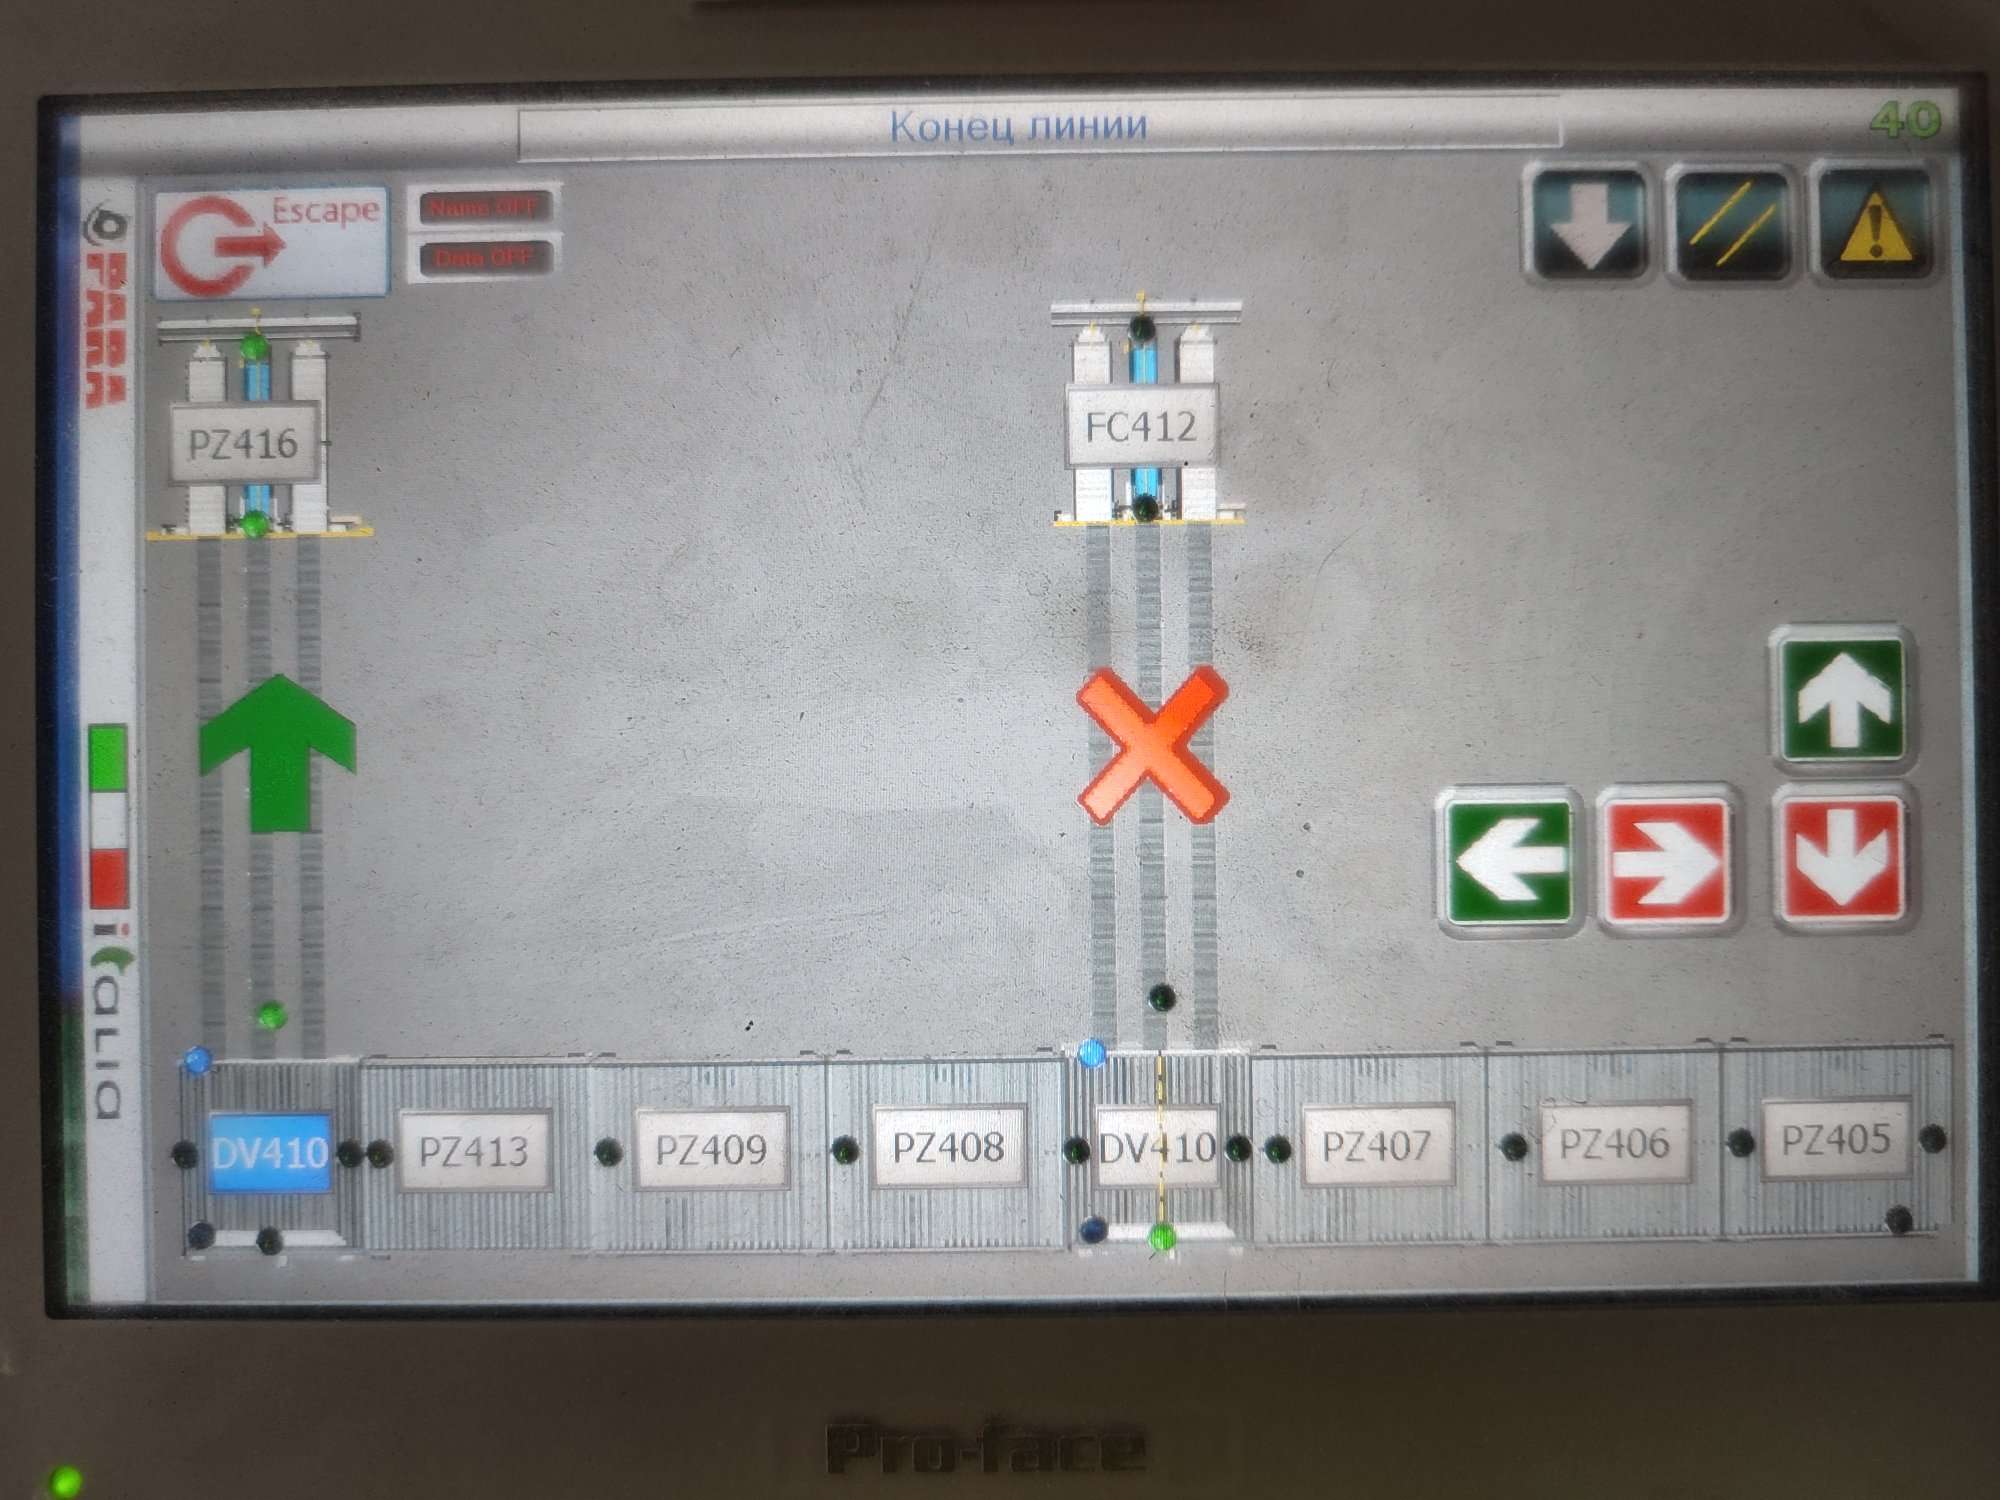 Конец линии
40
Escape
Name OFF
Data OFF
PARA
FARA
PZ416
FC412
italia
DV410
PZ413
PZ409
PZ408
DV410
PZ407
PZ406
PZ405
Pro-face